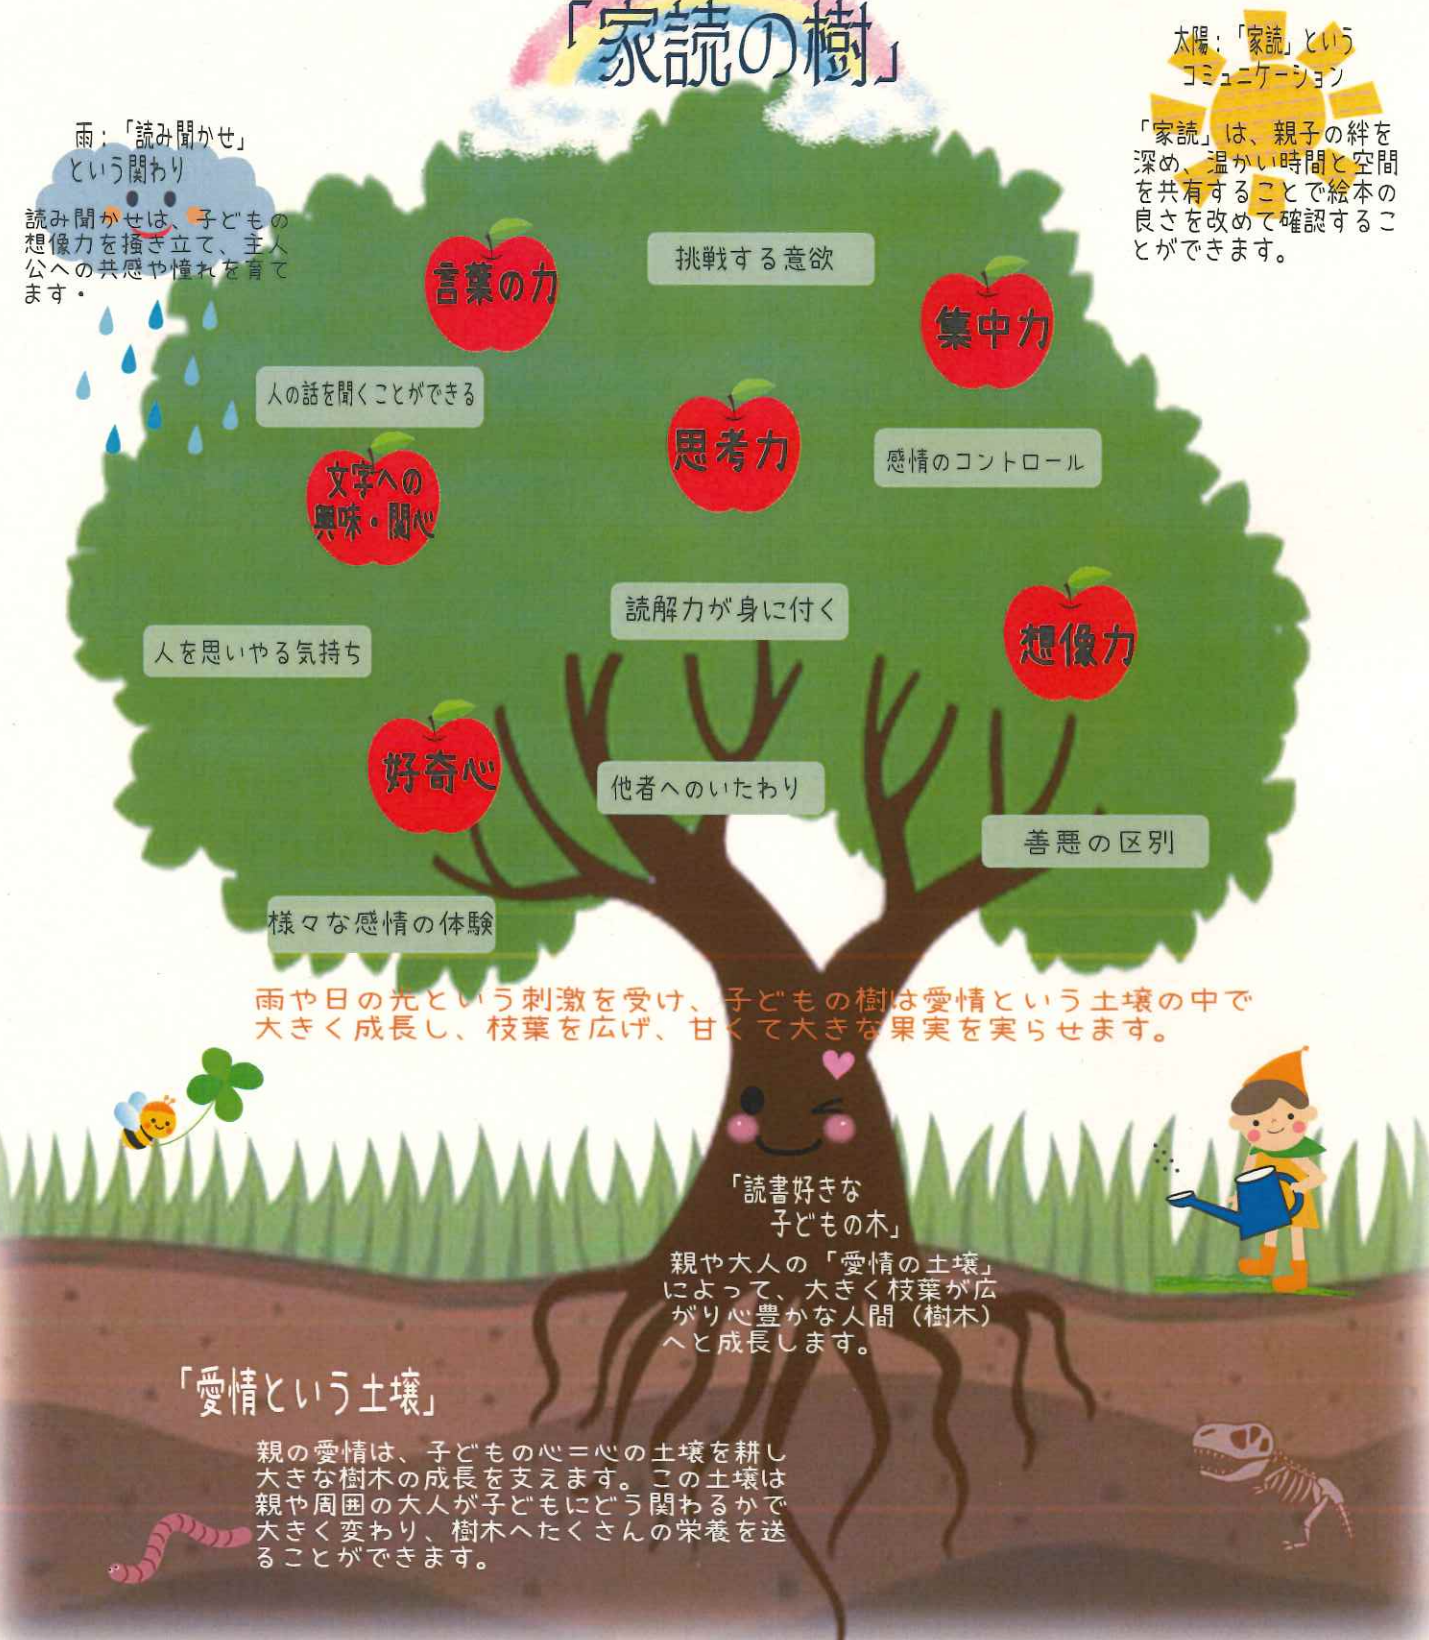 「家読の樹」
太陽：「家読」という
コミュニケーション
「家読」は、親子の絆を
深め、温かい時間と空間
を共有することで絵本の
良さを改めて確認するこ
とができます。
雨：「読み聞かせ」
という関わり
読み聞かせは、子どもの
想像力を掻き立て、主人
公への共感や憧れを育て
ます・
言葉の力
挑戦する意欲
集中力
人の話を聞くことができる
思考力
感情のコントロール
文字への
興味・関心
読解力が身に付く
想像力
人を思いやる気持ち
好奇心
他者へのいたわり
善悪の区別
様々な感情の体験
雨や日の光という刺激を受け、子どもの樹は愛情という土壌の中で
大きく成長し、枝葉を広げ、甘くて大きな果実を実らせます。
「読書好きな
子どもの木」
親や大人の「愛情の土壌」
によって、大きく枝葉が広
がり心豊かな人間（樹木）
へと成長します。
「愛情という土壌」
親の愛情は、子どもの心＝心の土壌を耕し
大きな樹木の成長を支えます。この土壌は
親や周囲の大人が子どもにどう関わるかで
大きく変わり、樹木へたくさんの栄養を送
ることができます。